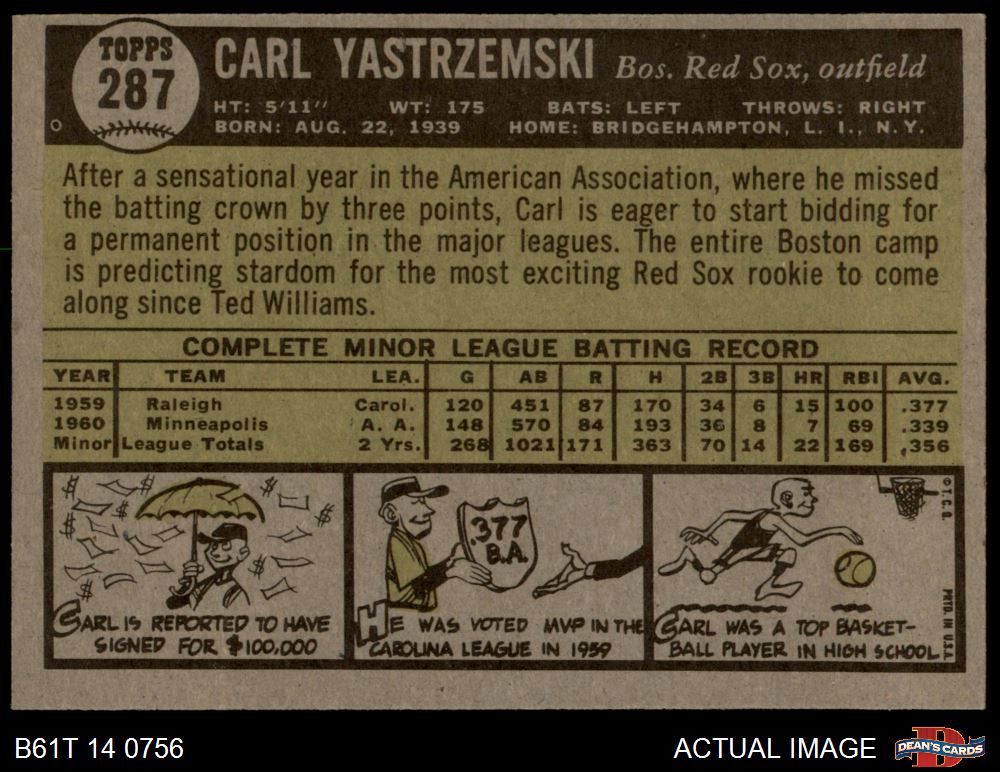 TOPPS
287
CARL YASTRZEMSKI Bos. Red Sox, outfield
HT: 5'11" WT: 175 BATS: LEFT THROWS: RIGHT
BORN: AUG. 22, 1939 HOME: BRIDGEHAMPTON, L. I., N. Y.
After a sensational year in the American Association, where he missed
the batting crown by three points, Carl is eager to start bidding for
a permanent position in the major leagues. The entire Boston camp
is predicting stardom for the most exciting Red Sox rookie to come
along since Ted Williams.
COMPLETE MINOR LEAGUE BATTING RECORD
YEAR TEAM LEA. G AB R H 2B 3B HR RBI AVG.
1959 Raleigh Carol. 120 451 87 170 34 6 15 100 .377
1960 Minneapolis A. A. 148 570 84 193 36 8 7 69 .339
Minor League Totals 2 Yrs. 268 1021 171 363 70 14 22 169 .356
$ $ $ $ $ $ $
CARL IS REPORTED TO HAVE
SIGNED FOR $100,000
.377
B.A.
HE WAS VOTED MVP IN THE
CAROLINA LEAGUE IN 1959
CARL WAS A TOP BASKET-
BALL PLAYER IN HIGH SCHOOL
© T. C. G.
PRTD. IN U.S.A.
B61T 14 0756
ACTUAL IMAGE
D
DEAN'S CARDS